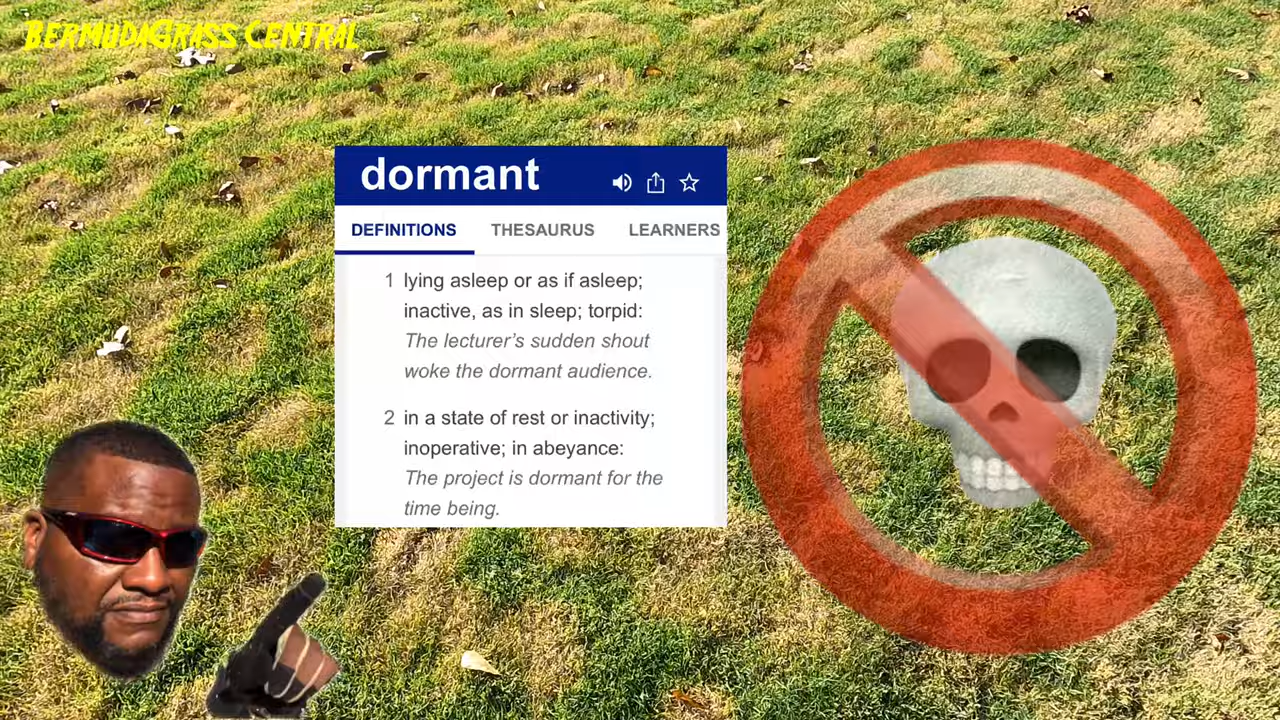 BermudaGrass Central
dormant
DEFINITIONS THESAURUS LEARNERS
1 lying asleep or as if asleep;
inactive, as in sleep; torpid:
The lecturer's sudden shout
woke the dormant audience.
2 in a state of rest or inactivity;
inoperative; in abeyance:
The project is dormant for the
time being.